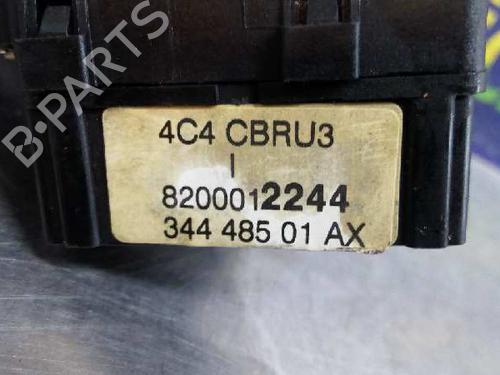 4C4 CBRU3
I
8200012244
344 485 01 AX
B-PARTS